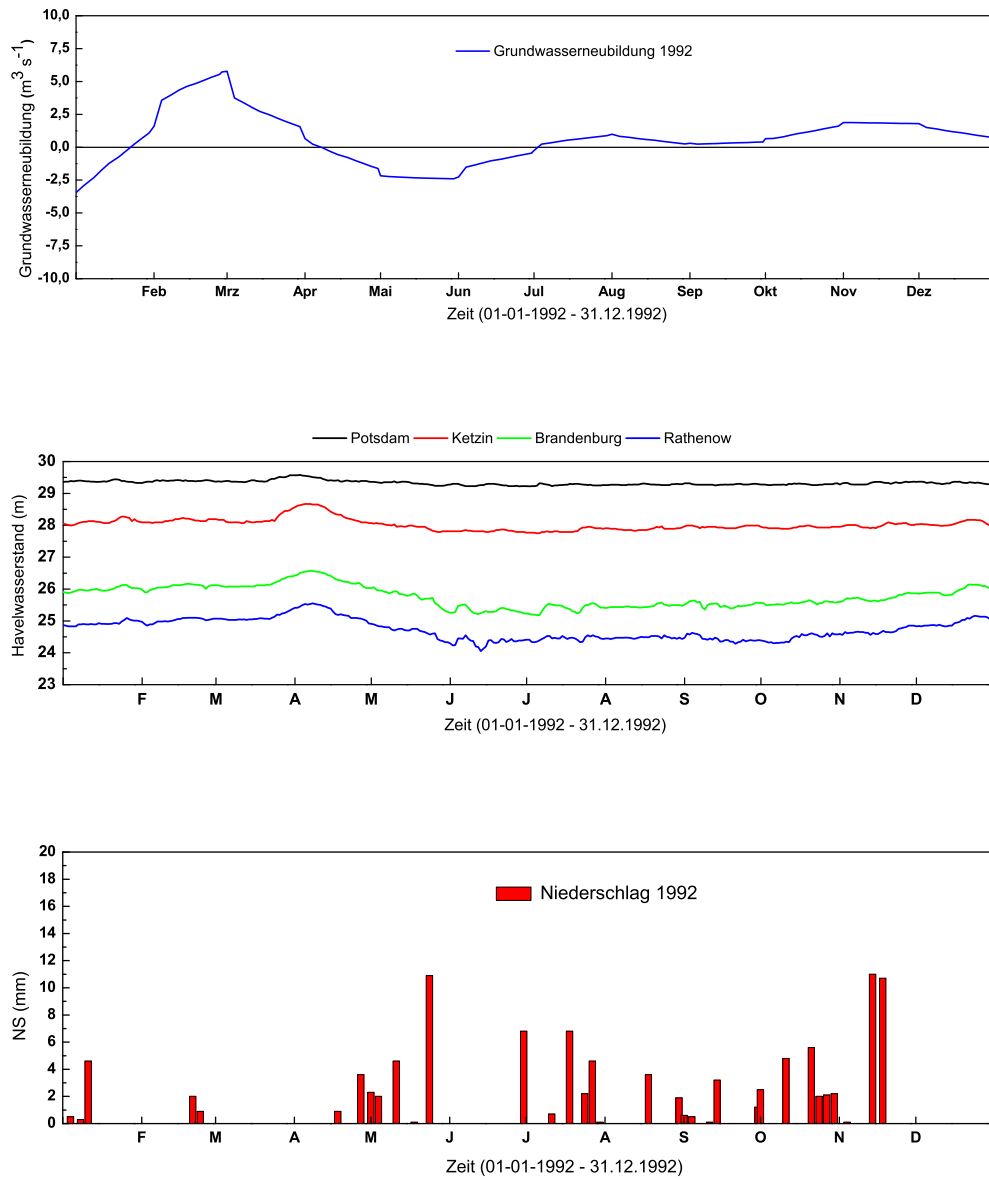 10,0
7,5
5,0
2,5
0,0
-2,5
-5,0
-7,5
-10,0
Grundwasserneubildung (m³ s⁻¹)
Grundwasserneubildung 1992
Feb Mrz Apr Mai Jun Jul Aug Sep Okt Nov Dez
Zeit (01-01-1992 - 31.12.1992)
Potsdam Ketzin Brandenburg Rathenow
30
29
28
27
26
25
24
23
Havelwasserstand (m)
F M A M J J A S O N D
Zeit (01-01-1992 - 31.12.1992)
20
18
16
14
12
10
8
6
4
2
0
NS (mm)
Niederschlag 1992
F M A M J J A S O N D
Zeit (01-01-1992 - 31.12.1992)